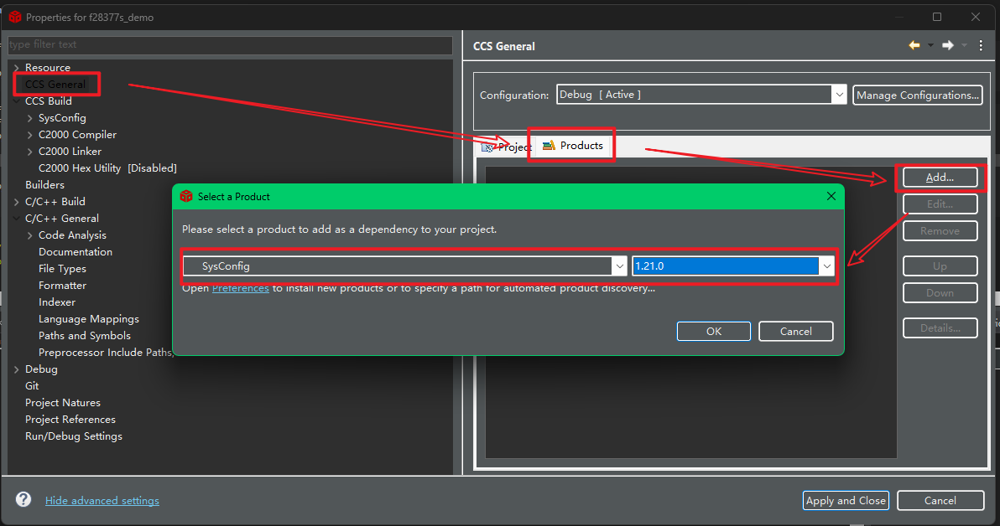 Properties for f28377s_demo
type filter text
Resource
CCS General
CCS Build
SysConfig
C2000 Compiler
C2000 Linker
C2000 Hex Utility [Disabled]
Builders
C/C++ Build
C/C++ General
Code Analysis
Documentation
File Types
Formatter
Indexer
Language Mappings
Paths and Symbols
Preprocessor Include Paths,
Debug
Git
Project Natures
Project References
Run/Debug Settings
CCS General
Configuration:
Debug [ Active ]
Manage Configurations...
Project
Products
Add...
Edit...
Remove
Up
Down
Details...
Select a Product
Please select a product to add as a dependency to your project.
SysConfig
1.21.0
Open Preferences to install new products or to specify a path for automated product discovery...
OK
Cancel
Hide advanced settings
Apply and Close
Cancel